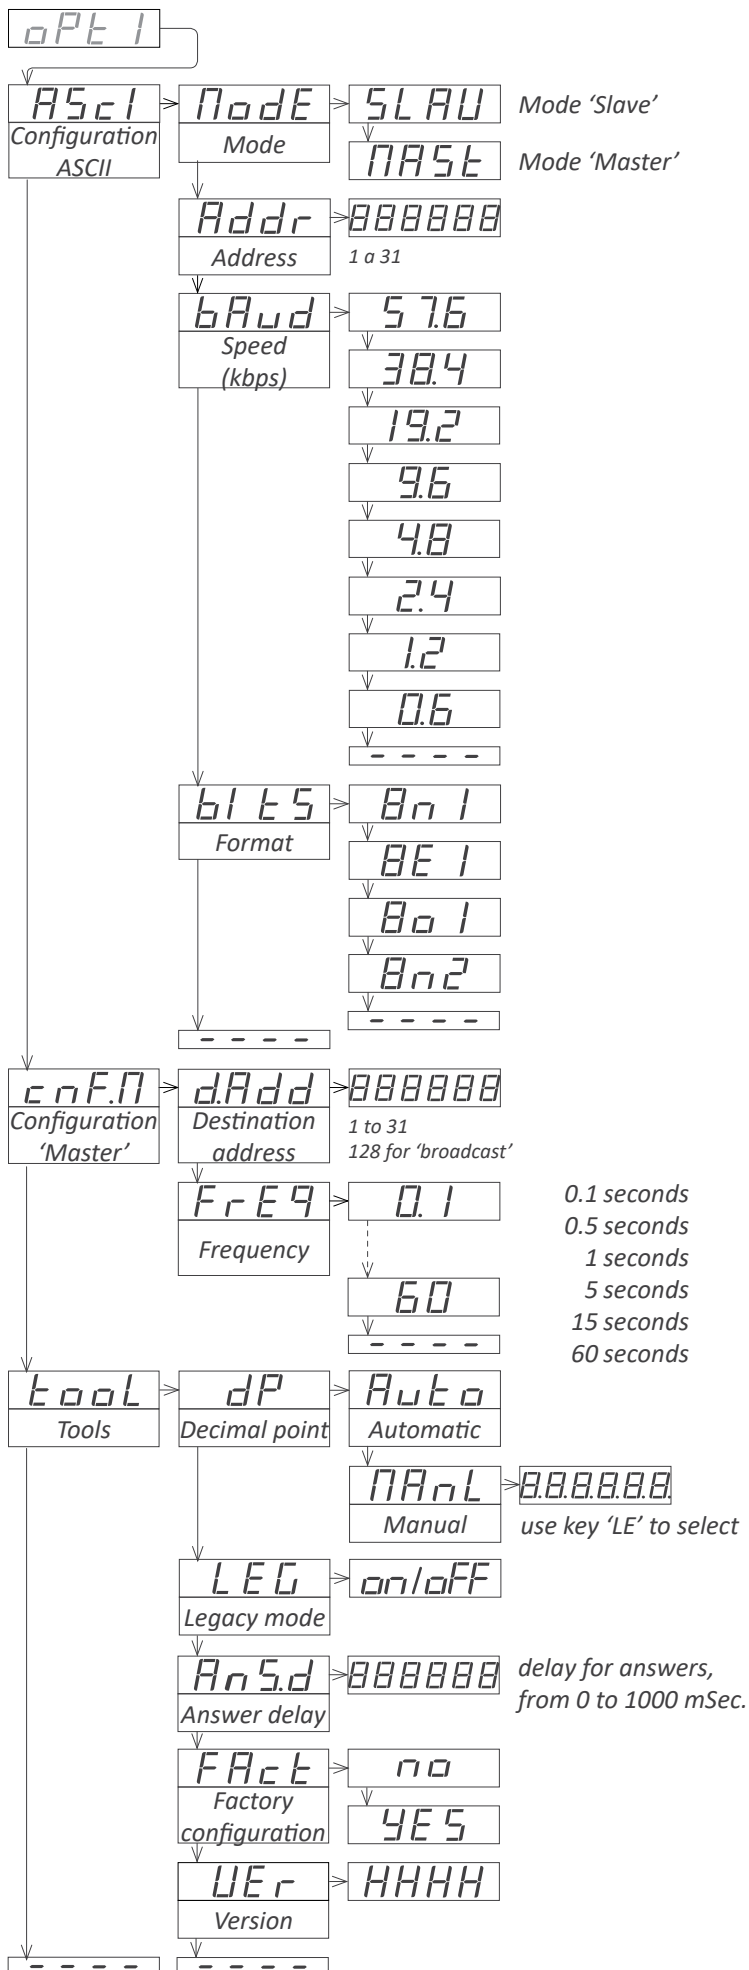 oPt 1
ASCI
Configuration
ASCII
ModE
Mode
SLAV
Mode ‘Slave’
MASt
Mode ‘Master’
Addr
Address
888888
1 a 31
bAud
Speed
(kbps)
57.6
38.4
19.2
9.6
4.8
2.4
1.2
0.6
- - - -
bItS
Format
8n1
8E1
8o1
8n2
- - - -
- - - -
cnF.M
Configuration
‘Master’
d.Add
Destination
address
888888
1 to 31
128 for ‘broadcast’
FrEq
Frequency
0.1
60
- - - -
0.1 seconds
0.5 seconds
1 seconds
5 seconds
15 seconds
60 seconds
tooL
Tools
dP
Decimal point
Auto
Automatic
MAnL
Manual
8.8.8.8.8.8.
use key ‘LE’ to select
LEG
Legacy mode
on/oFF
AnS.d
Answer delay
888888
delay for answers,
from 0 to 1000 mSec.
FAct
Factory
configuration
no
YES
VEr
Version
HHHH
- - - -
- - - -